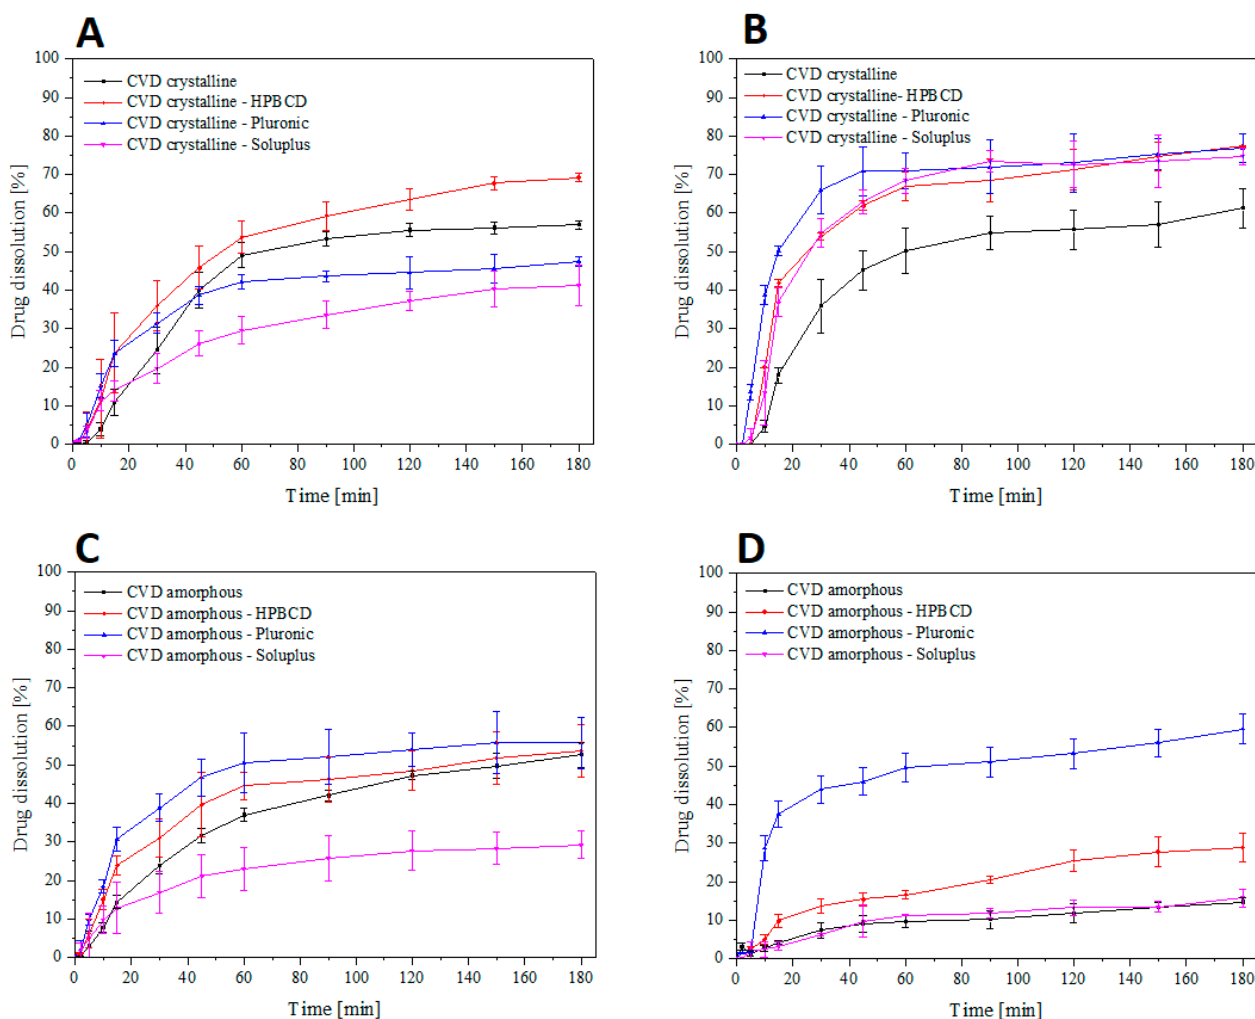 A
100
90
80
70
60
50
40
30
20
10
0
Drug dissolution [%]
CVD crystalline
CVD crystalline - HPBCD
CVD crystalline - Pluronic
CVD crystalline - Soluplus
0 20 40 60 80 100 120 140 160 180
Time [min]
B
100
90
80
70
60
50
40
30
20
10
0
Drug dissolution [%]
CVD crystalline
CVD crystalline- HPBCD
CVD crystalline - Pluronic
CVD crystalline - Soluplus
0 20 40 60 80 100 120 140 160 180
Time [min]
C
100
90
80
70
60
50
40
30
20
10
0
Drug dissolution [%]
CVD amorphous
CVD amorphous - HPBCD
CVD amorphous - Pluronic
CVD amorphous - Soluplus
0 20 40 60 80 100 120 140 160 180
Time [min]
D
100
90
80
70
60
50
40
30
20
10
0
Drug dissolution [%]
CVD amorphous
CVD amorphous - HPBCD
CVD amorphous - Pluronic
CVD amorphous - Soluplus
0 20 40 60 80 100 120 140 160 180
Time [min]